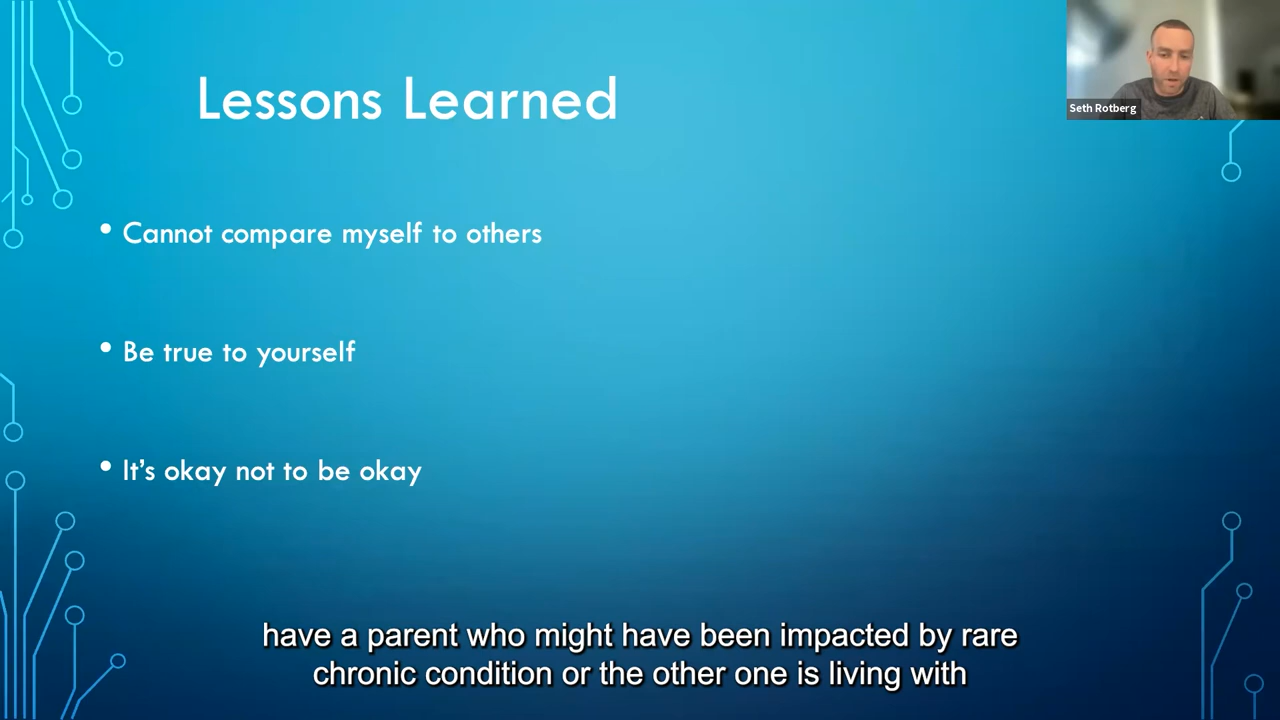 Lessons Learned
Seth Rotberg
• Cannot compare myself to others
• Be true to yourself
• It's okay not to be okay
have a parent who might have been impacted by rare
chronic condition or the other one is living with